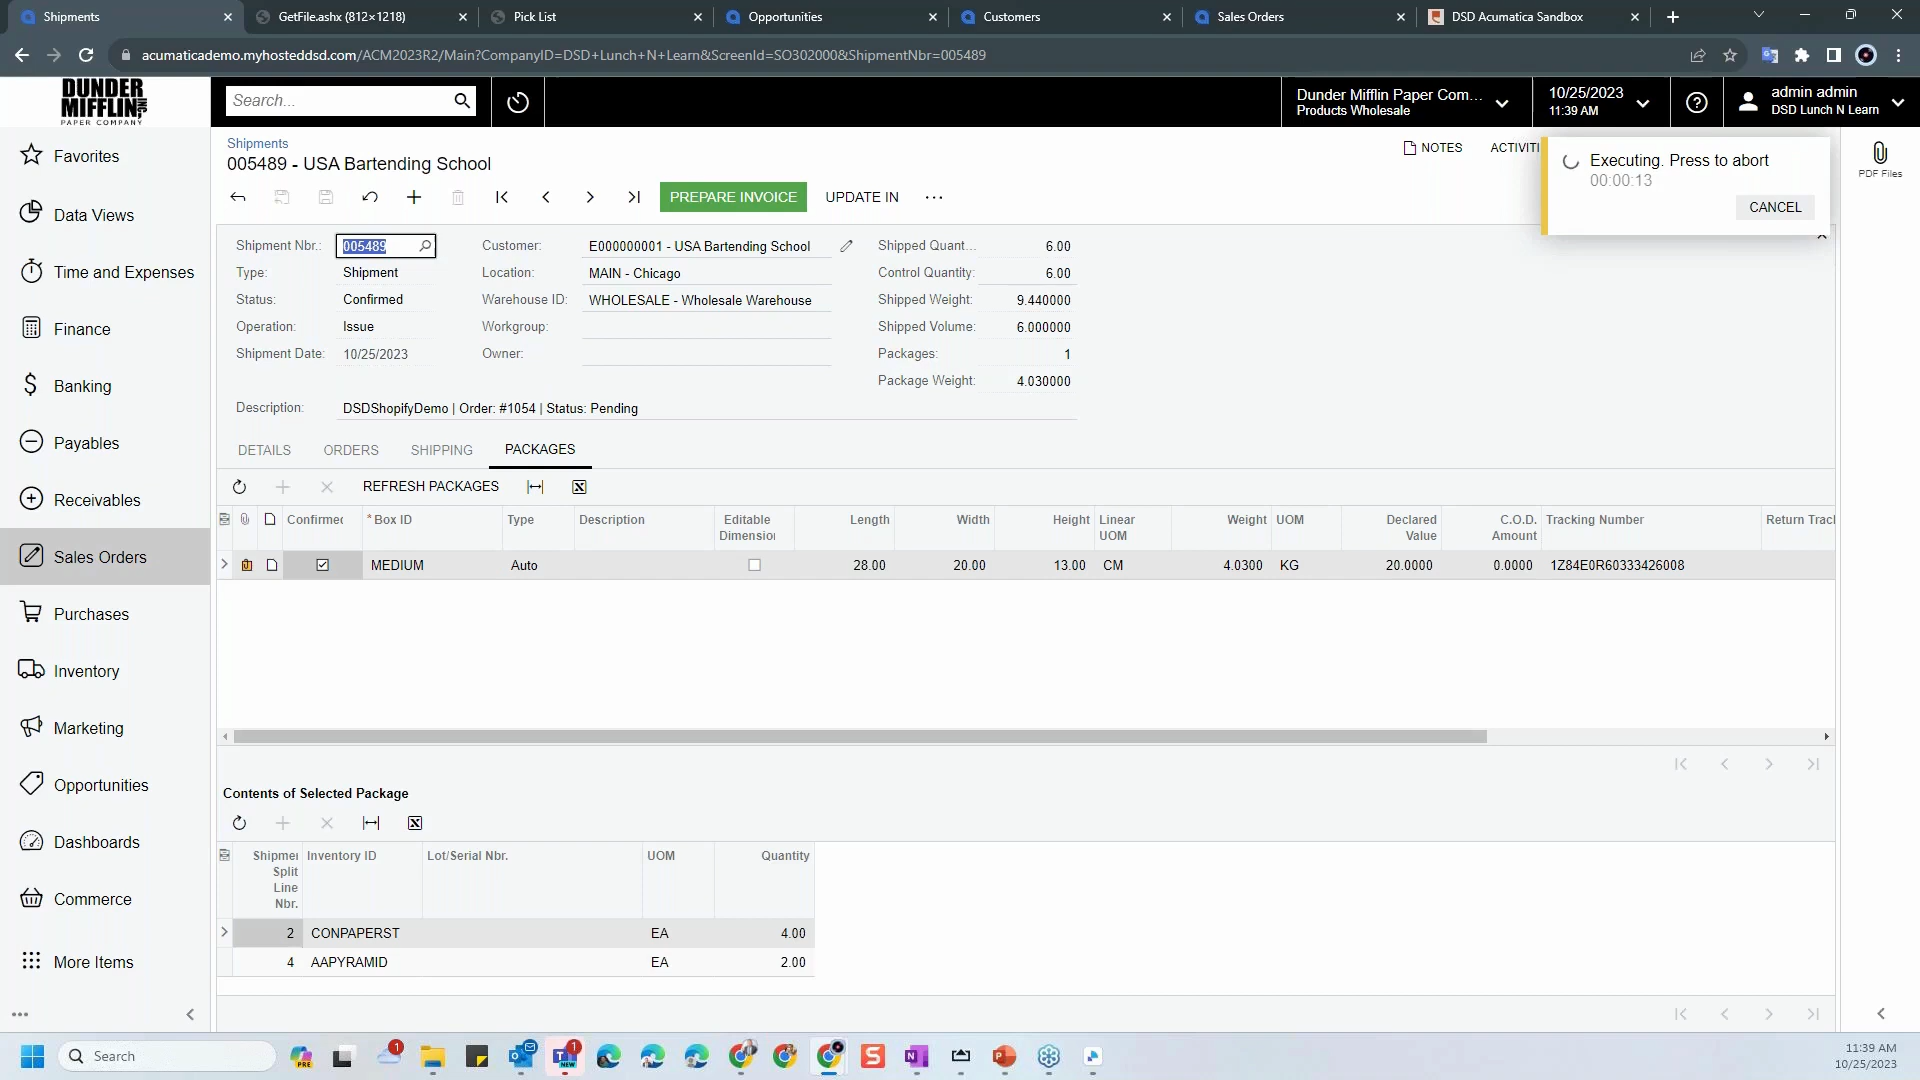 Shipments
GetFile.ashx (812×1218)
Pick List
Opportunities
Customers
Sales Orders
DSD Acumatica Sandbox
acumaticademo.myhosteddsd.com/ACM2023R2/Main?CompanyID=DSD+Lunch+N+Learn&ScreenId=SO302000&ShipmentNbr=005489
DUNDER
MIFFLIN INC
PAPER COMPANY
Search...
Dunder Mifflin Paper Com...
Products Wholesale
10/25/2023
11:39 AM
admin admin
DSD Lunch N Learn
Favorites
Data Views
Time and Expenses
Finance
Banking
Payables
Receivables
Sales Orders
Purchases
Inventory
Marketing
Opportunities
Dashboards
Commerce
More Items
Shipments
005489 - USA Bartending School
NOTES
ACTIVITI
Executing. Press to abort
00:00:13
CANCEL
PDF Files
PREPARE INVOICE
UPDATE IN
Shipment Nbr.: 005489
Type: Shipment
Status: Confirmed
Operation: Issue
Shipment Date: 10/25/2023
Customer: E000000001 - USA Bartending School
Location: MAIN - Chicago
Warehouse ID: WHOLESALE - Wholesale Warehouse
Workgroup:
Owner:
Shipped Quant... 6.00
Control Quantity: 6.00
Shipped Weight: 9.440000
Shipped Volume: 6.000000
Packages: 1
Package Weight: 4.030000
Description: DSDShopifyDemo | Order: #1054 | Status: Pending
DETAILS ORDERS SHIPPING PACKAGES
REFRESH PACKAGES
Confirmed * Box ID Type Description Editable Dimension Length Width Height Linear UOM Weight UOM Declared Value C.O.D. Amount Tracking Number Return Tracl
MEDIUM Auto 28.00 20.00 13.00 CM 4.0300 KG 20.0000 0.0000 1Z84E0R60333426008
Contents of Selected Package
Shipmer Split Line Nbr. Inventory ID Lot/Serial Nbr. UOM Quantity
2 CONPAPERST EA 4.00
4 AAPYRAMID EA 2.00
Search
PRE
1
NEW
1
11:39 AM
10/25/2023